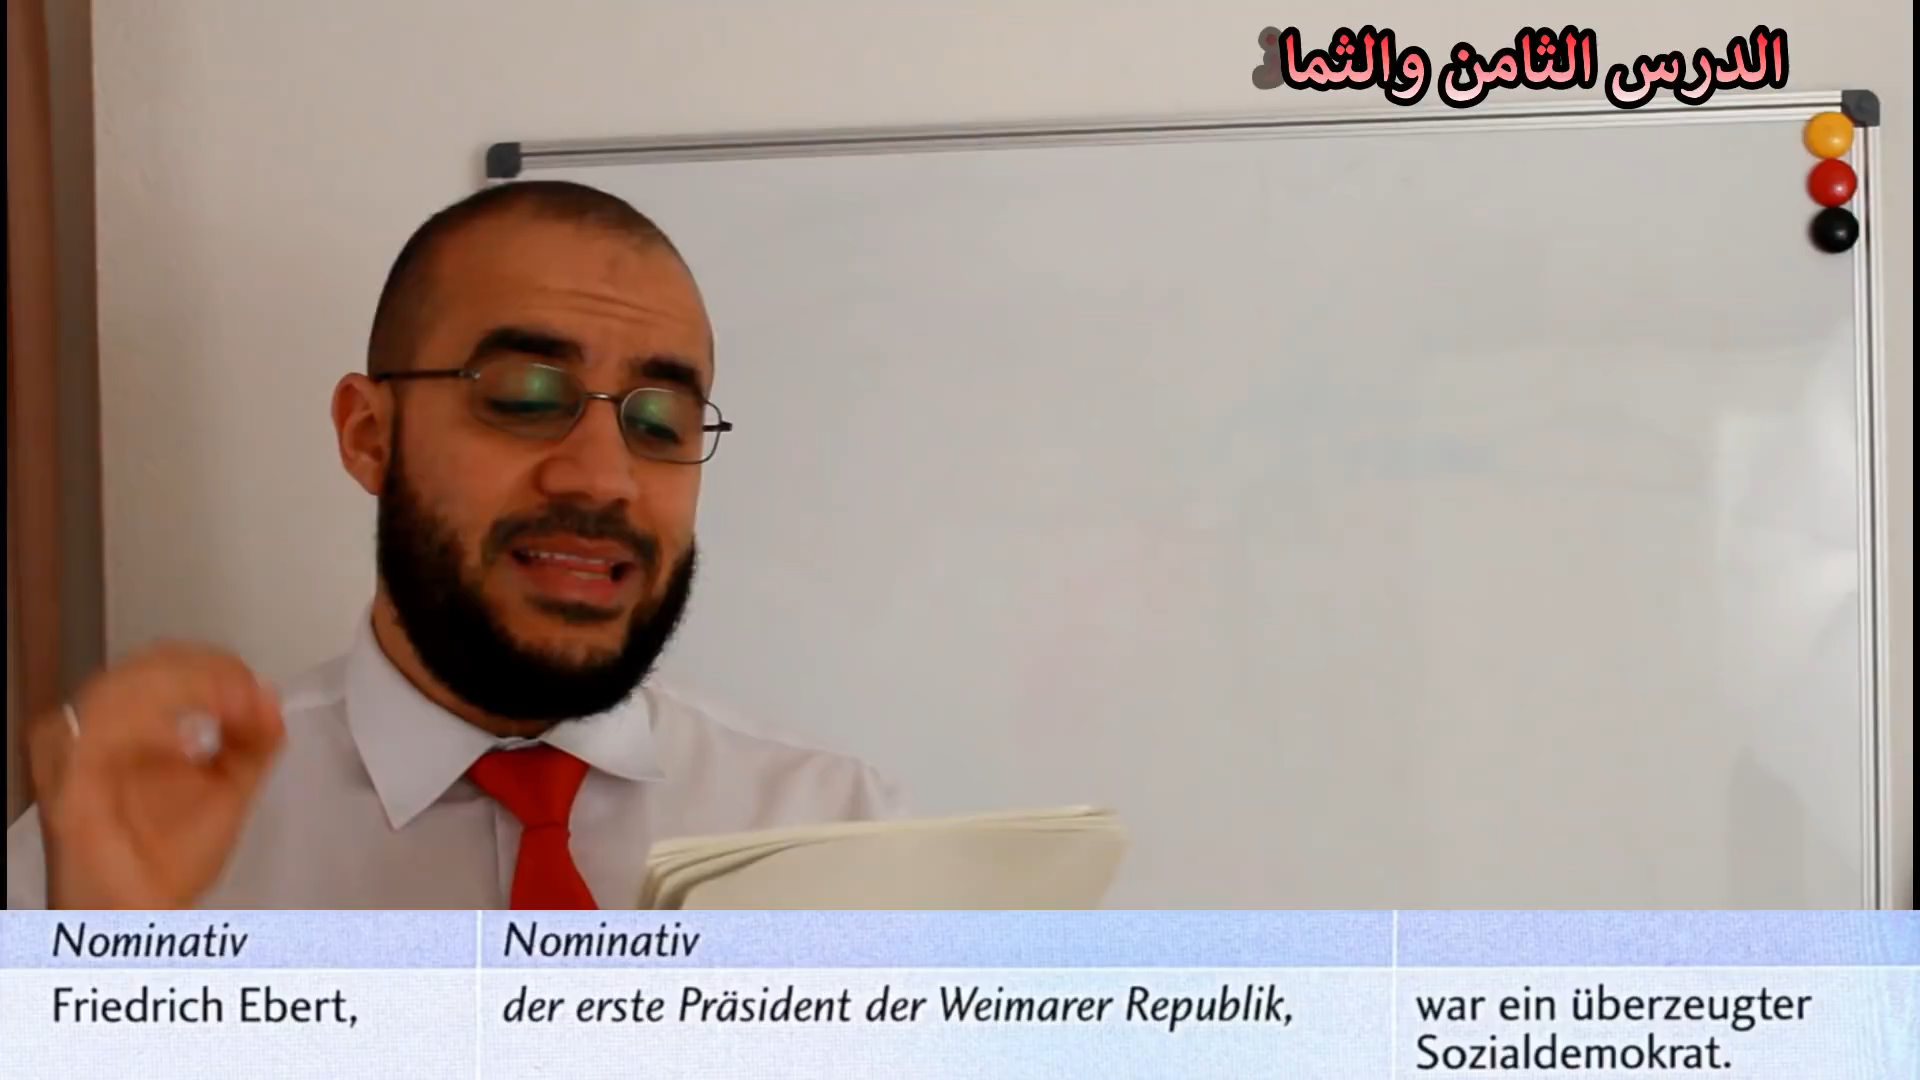 الدرس الثامن والثما
Nominativ
Nominativ
Friedrich Ebert,
der erste Präsident der Weimarer Republik,
war ein überzeugter
Sozialdemokrat.